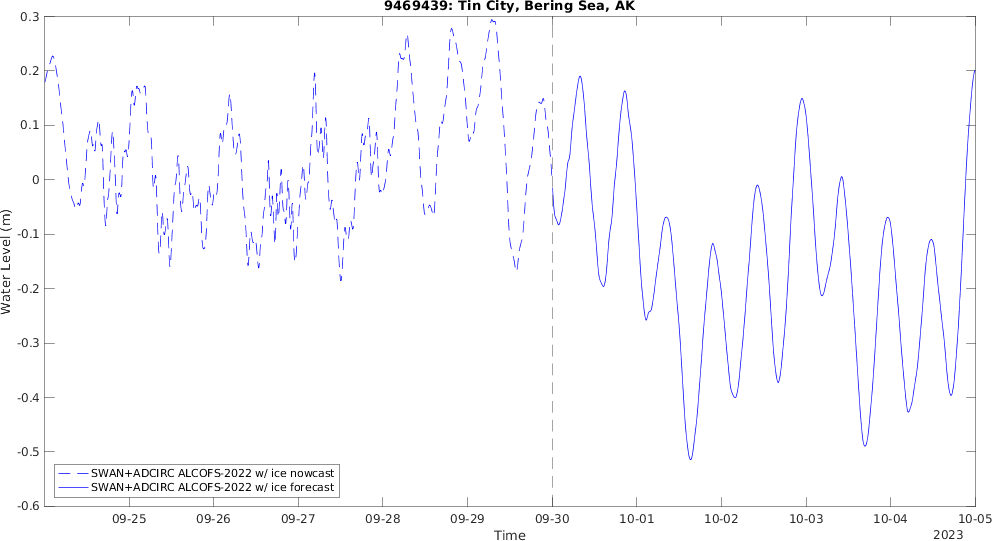 9469439: Tin City, Bering Sea, AK
0.3
0.2
0.1
0
-0.1
-0.2
-0.3
-0.4
-0.5
-0.6
Water Level (m)
SWAN+ADCIRC ALCOFS-2022 w/ ice nowcast
SWAN+ADCIRC ALCOFS-2022 w/ ice forecast
09-25 09-26 09-27 09-28 09-29 09-30 10-01 10-02 10-03 10-04 10-05
Time
2023